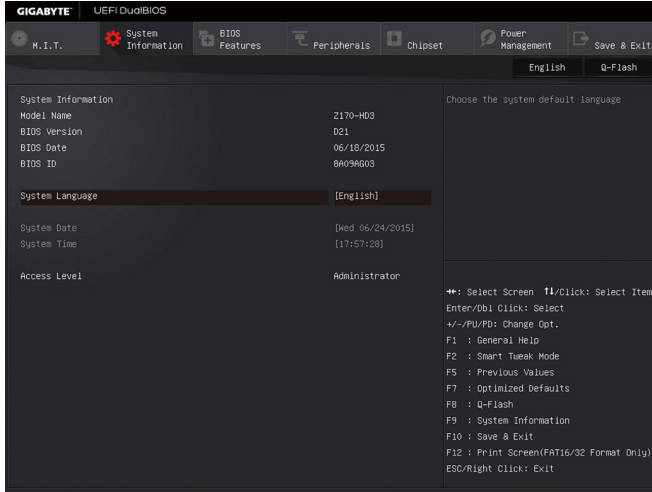 GIGABYTE™ UEFI DualBIOS
M.I.T. System Information BIOS Features Peripherals Chipset Power Management Save & Exit
English Q-Flash
System Information
Model Name Z170-HD3
BIOS Version D21
BIOS Date 06/18/2015
BIOS ID 8A09AG03
System Language [English]
System Date [Wed 06/24/2015]
System Time [17:57:28]
Access Level Administrator
Choose the system default language
→←: Select Screen ↑↓/Click: Select Item
Enter/Dbl Click: Select
+/-/PU/PD: Change Opt.
F1 : General Help
F2 : Smart Tweak Mode
F5 : Previous Values
F7 : Optimized Defaults
F8 : Q-Flash
F9 : System Information
F10 : Save & Exit
F12 : Print Screen(FAT16/32 Format Only)
ESC/Right Click: Exit